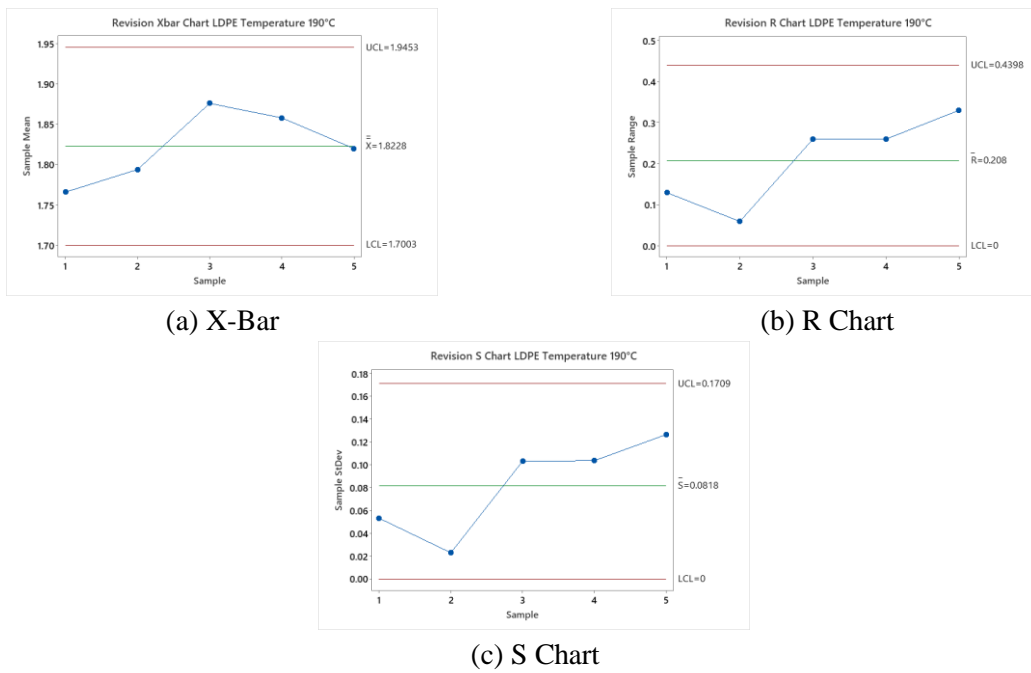 Revision Xbar Chart LDPE Temperature 190°C
1.95
1.90
1.85
1.80
1.75
1.70
Sample Mean
UCL=1.9453
X̿=1.8228
LCL=1.7003
1 2 3 4 5
Sample
(a) X-Bar
Revision R Chart LDPE Temperature 190°C
0.5
0.4
0.3
0.2
0.1
0.0
Sample Range
UCL=0.4398
R̄=0.208
LCL=0
1 2 3 4 5
Sample
(b) R Chart
Revision S Chart LDPE Temperature 190°C
0.18
0.16
0.14
0.12
0.10
0.08
0.06
0.04
0.02
0.00
Sample StDev
UCL=0.1709
S̄=0.0818
LCL=0
1 2 3 4 5
Sample
(c) S Chart